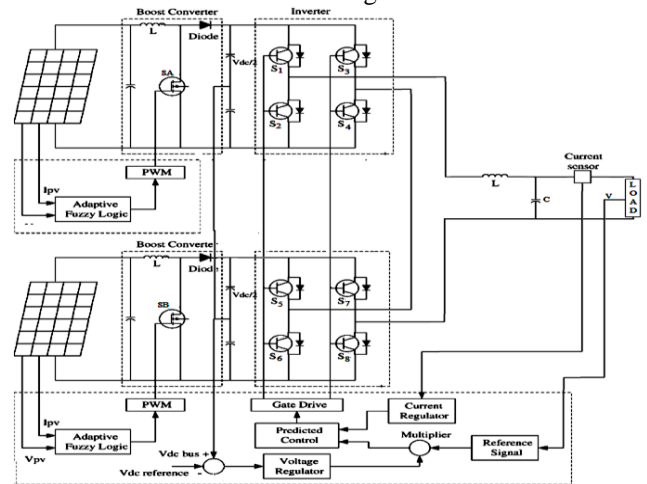 Boost Converter
Inverter
L
Diode
SA
Vdc/2
S1
S3
S2
S4
PWM
Ipv
Adaptive
Fuzzy Logic
Current
sensor
L
C
V
LOAD
Boost Converter
L
Diode
SB
Vdc/2
S5
S7
S6
S8
PWM
Gate Drive
Current
Regulator
Ipv
Adaptive
Fuzzy Logic
Vpv
Predicted
Control
Multiplier
Reference
Signal
Vdc bus +
Vdc reference -
Voltage
Regulator